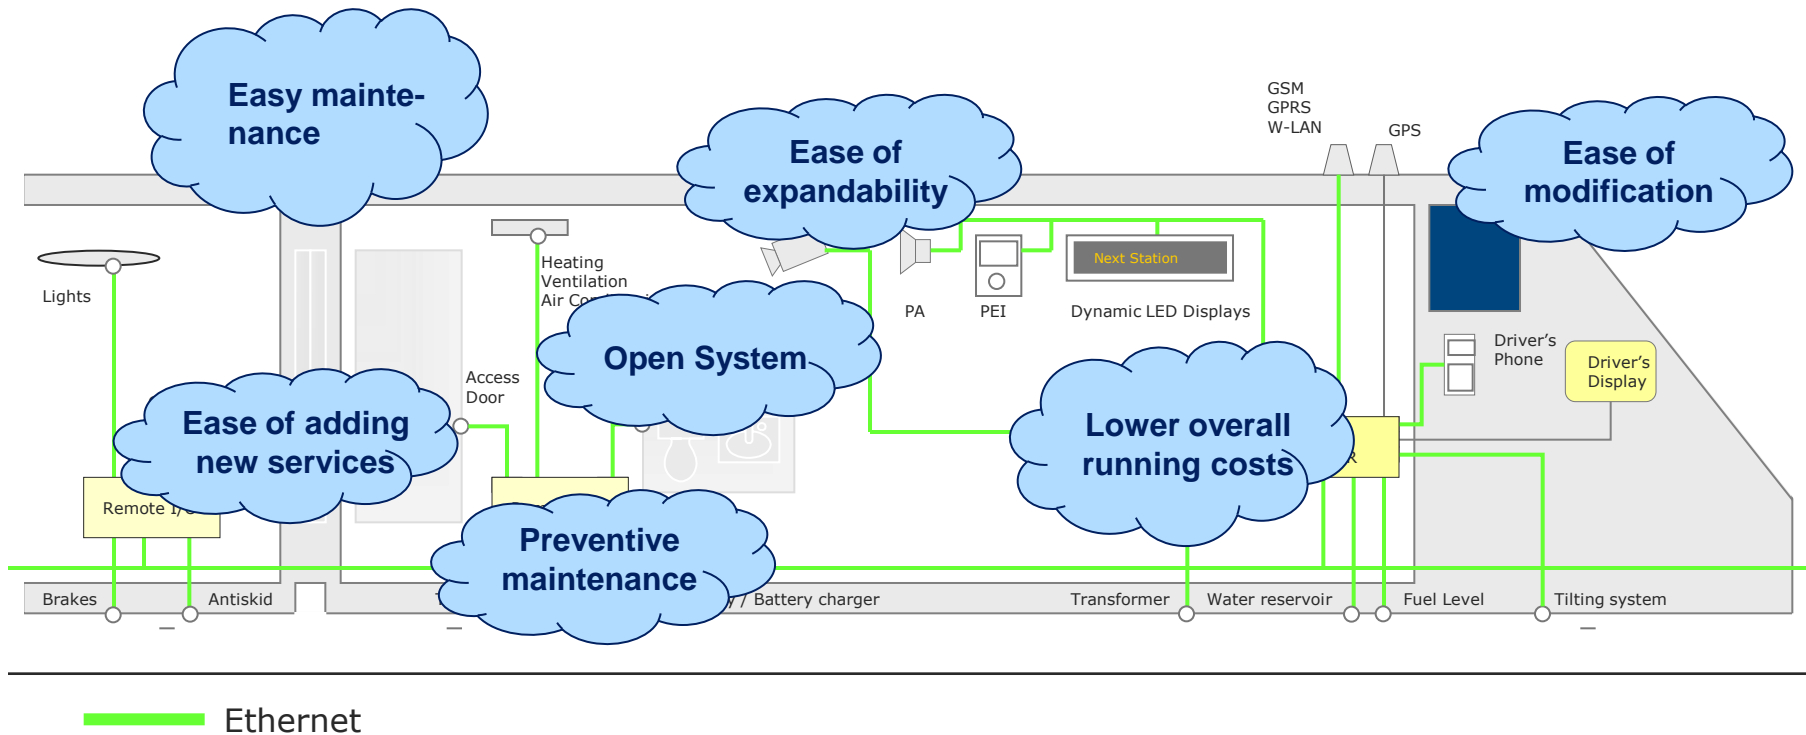 Easy mainte-
nance
GSM
GPRS
W-LAN
GPS
Ease of
expandability
Ease of
modification
Heating
Ventilation
Next Station
Lights
PA
PEI
Dynamic LED Displays
Driver's
Phone
Driver's
Display
Open System
Access
Door
Ease of adding
new services
Lower overall
running costs
Remote
Preventive
maintenance
Brakes
Antiskid
/ Battery charger
Transformer
Water reservoir
Fuel Level
Tilting system
Ethernet